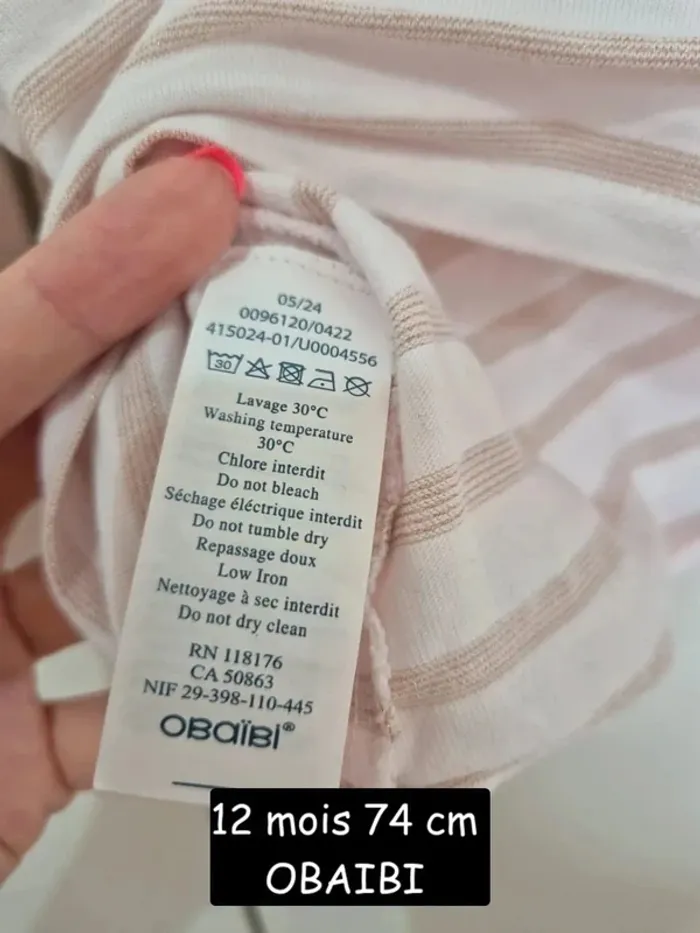 05/24
0096120/0422
415024-01/U0004556
30
Lavage 30°C
Washing temperature
30°C
Chlore interdit
Do not bleach
Séchage éléctrique interdit
Do not tumble dry
Repassage doux
Low Iron
Nettoyage à sec interdit
Do not dry clean
RN 118176
CA 50863
NIF 29-398-110-445
OBaïBi®
12 mois 74 cm
OBAIBI